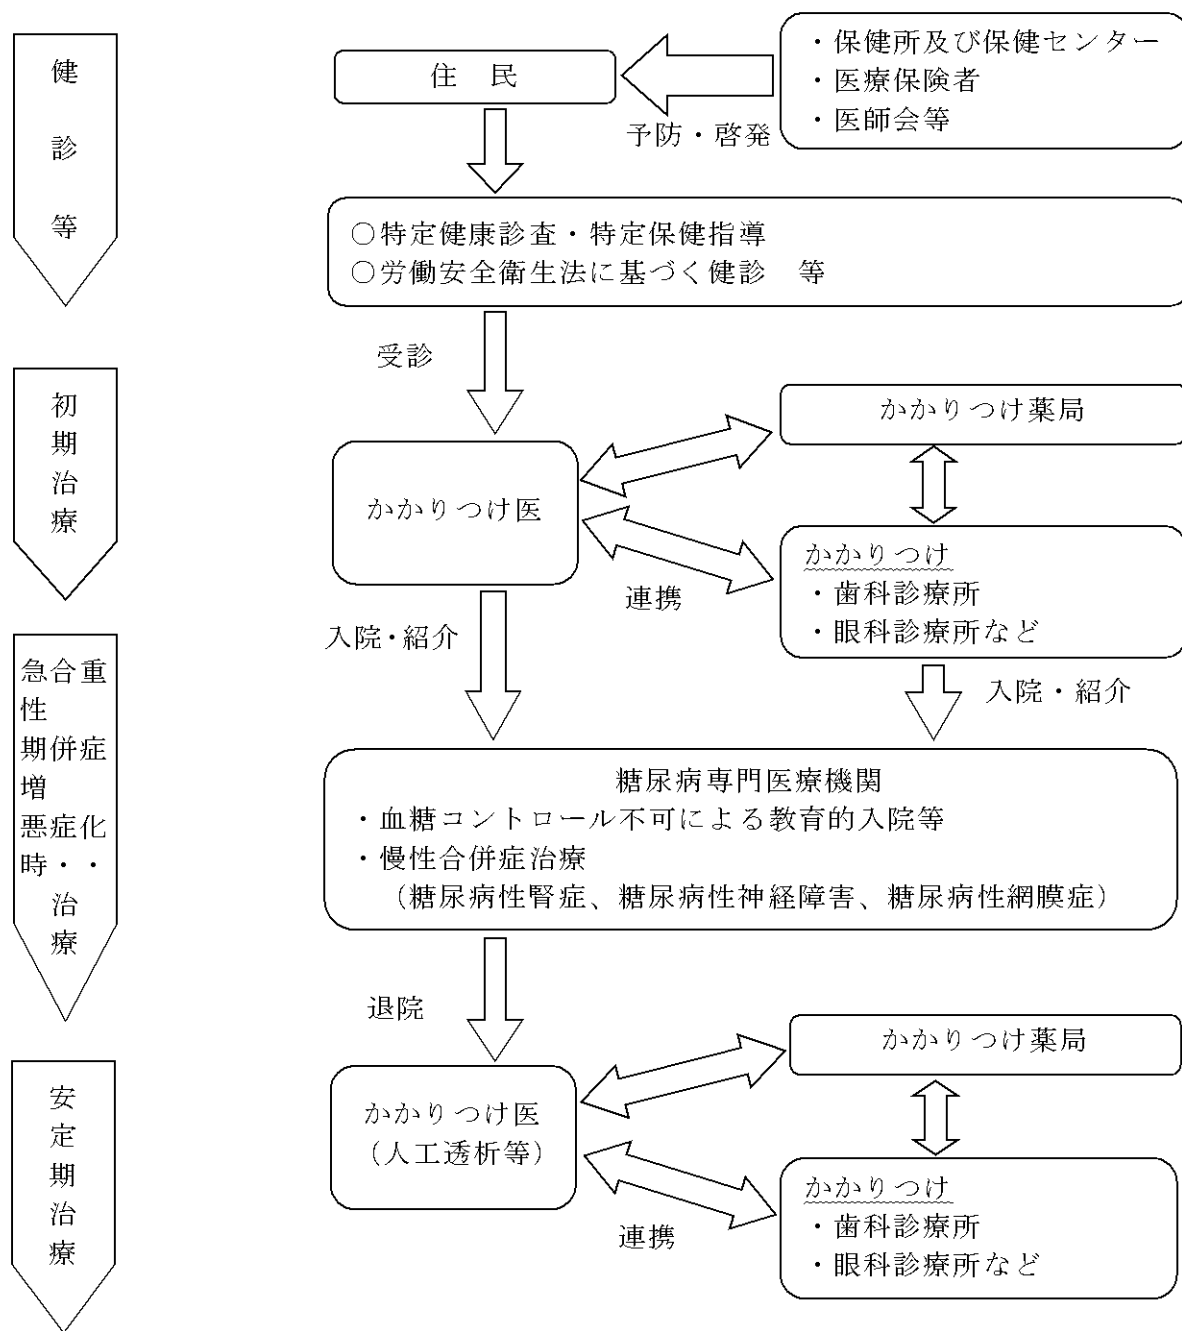 健診等
住 民
・保健所及び保健センター
・医療保険者
・医師会等
予防・啓発
○特定健康診査・特定保健指導
○労働安全衛生法に基づく健診　等
受診
初期治療
かかりつけ薬局
かかりつけ医
かかりつけ
・歯科診療所
・眼科診療所など
連携
入院・紹介
入院・紹介
急合重
性
期併症
増
悪症化
時・・
治
療
糖尿病専門医療機関
・血糖コントロール不可による教育的入院等
・慢性合併症治療
（糖尿病性腎症、糖尿病性神経障害、糖尿病性網膜症）
退院
安定期治療
かかりつけ薬局
かかりつけ医
（人工透析等）
かかりつけ
・歯科診療所
・眼科診療所など
連携